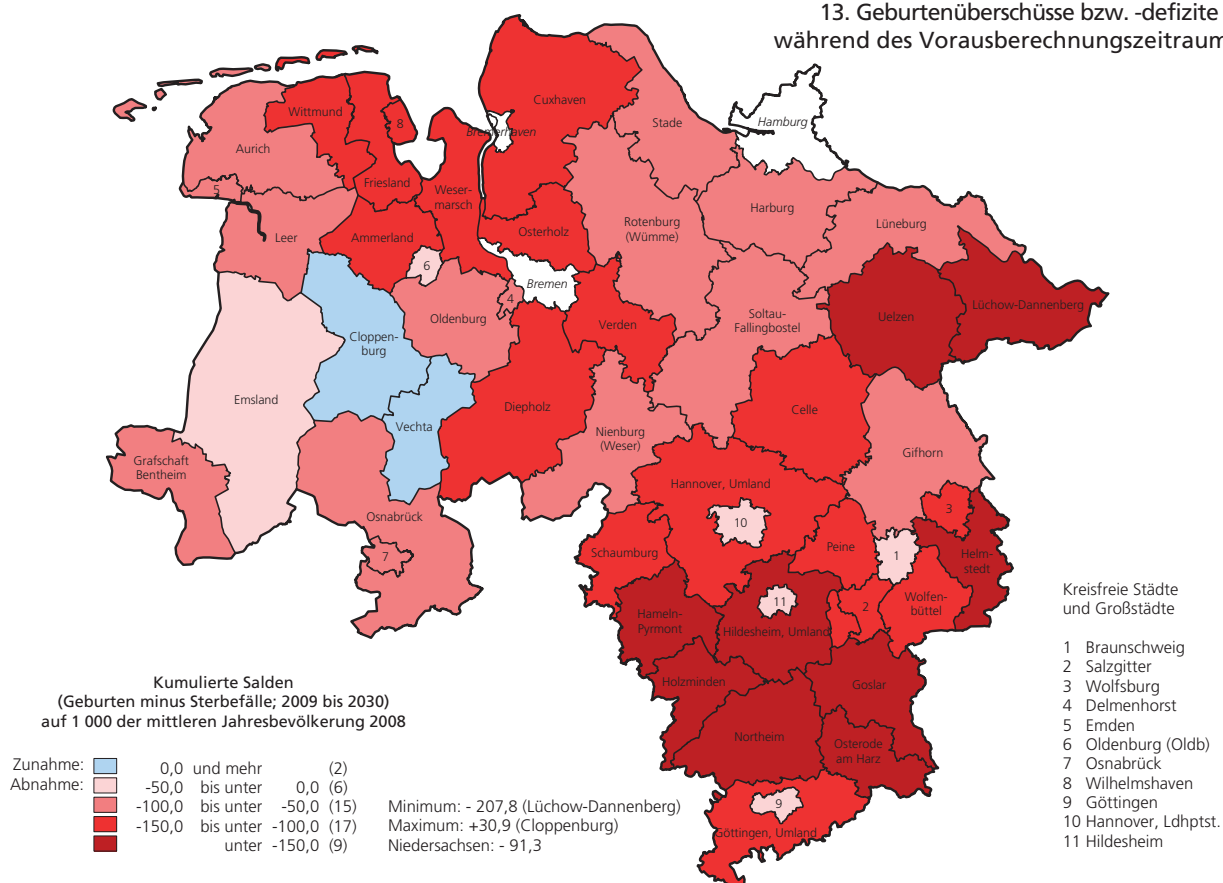 13. Geburtenüberschüsse bzw. -defizite
während des Vorausberechnungszeitraum
Cuxhaven
Hamburg
Wittmund
8
Bremerhaven
Stade
Aurich
5
Friesland
Weser-
marsch
Harburg
Rotenburg
(Wümme)
Lüneburg
Leer
Ammerland
Osterholz
6
Bremen
4
Oldenburg
Soltau-
Fallingbostel
Lüchow-Dannenberg
Uelzen
Verden
Cloppen-
burg
Emsland
Diepholz
Celle
Vechta
Nienburg
(Weser)
Gifhorn
Grafschaft
Bentheim
Hannover, Umland
Osnabrück
10
3
7
Schaumburg
Peine
1
Helm-
stedt
11
2
Wolfen-
büttel
Hameln-
Pyrmont
Hildesheim, Umland
Holzminden
Goslar
Northeim
Osterode
am Harz
9
Göttingen, Umland
Kreisfreie Städte
und Großstädte
1 Braunschweig
2 Salzgitter
3 Wolfsburg
4 Delmenhorst
5 Emden
6 Oldenburg (Oldb)
7 Osnabrück
8 Wilhelmshaven
9 Göttingen
10 Hannover, Ldhptst.
11 Hildesheim
Kumulierte Salden
(Geburten minus Sterbefälle; 2009 bis 2030)
auf 1 000 der mittleren Jahresbevölkerung 2008
Zunahme: 0,0 und mehr (2)
Abnahme: -50,0 bis unter 0,0 (6)
-100,0 bis unter -50,0 (15)
-150,0 bis unter -100,0 (17)
unter -150,0 (9)
Minimum: - 207,8 (Lüchow-Dannenberg)
Maximum: +30,9 (Cloppenburg)
Niedersachsen: - 91,3